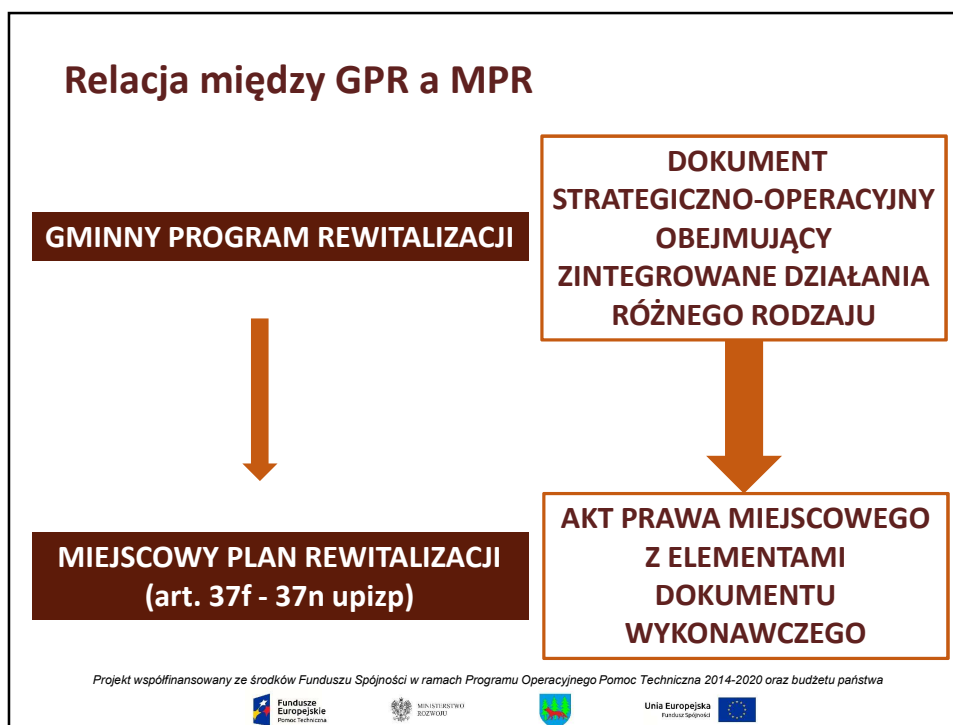 Relacja między GPR a MPR
GMINNY PROGRAM REWITALIZACJI
DOKUMENT
STRATEGICZNO-OPERACYJNY
OBEJMUJĄCY
ZINTEGROWANE DZIAŁANIA
RÓŻNEGO RODZAJU
MIEJSCOWY PLAN REWITALIZACJI
(art. 37f - 37n upizp)
AKT PRAWA MIEJSCOWEGO
Z ELEMENTAMI
DOKUMENTU
WYKONAWCZEGO
Projekt współfinansowany ze środków Funduszu Spójności w ramach Programu Operacyjnego Pomoc Techniczna 2014-2020 oraz budżetu państwa
Fundusze
Europejskie
Pomoc Techniczna
MINISTERSTWO
ROZWOJU
Unia Europejska
Fundusz Spójności